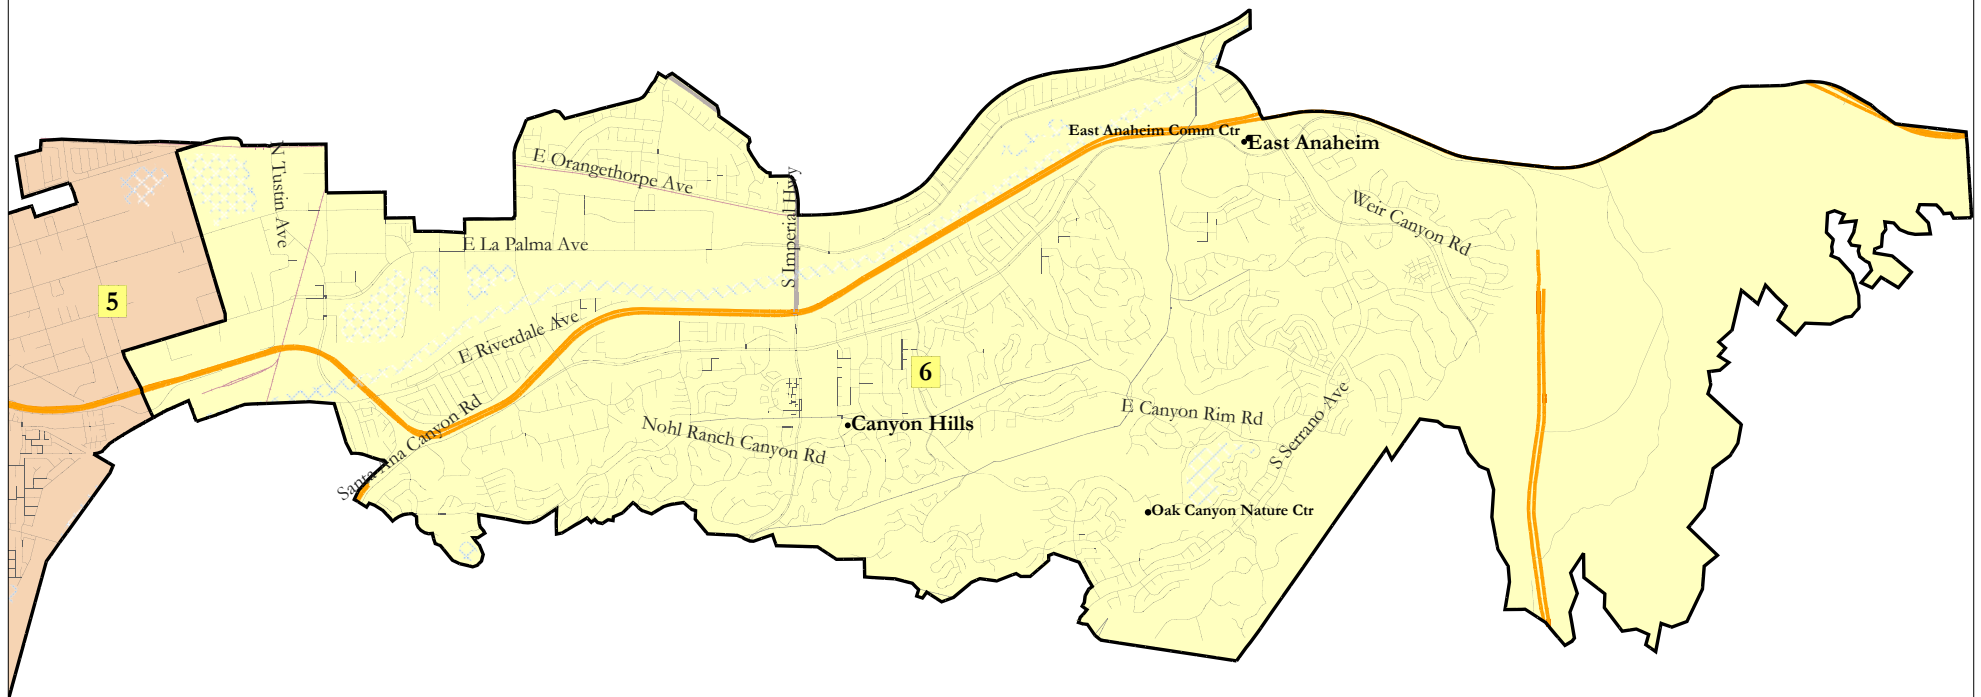 East Anaheim Comm Ctr
East Anaheim
N Tustin Ave
E Orangethorpe Ave
S Imperial Hwy
Weir Canyon Rd
E La Palma Ave
5
E Riverdale Ave
6
Santa Ana Canyon Rd
Nohl Ranch Canyon Rd
Canyon Hills
E Canyon Rim Rd
S Serrano Ave
Oak Canyon Nature Ctr